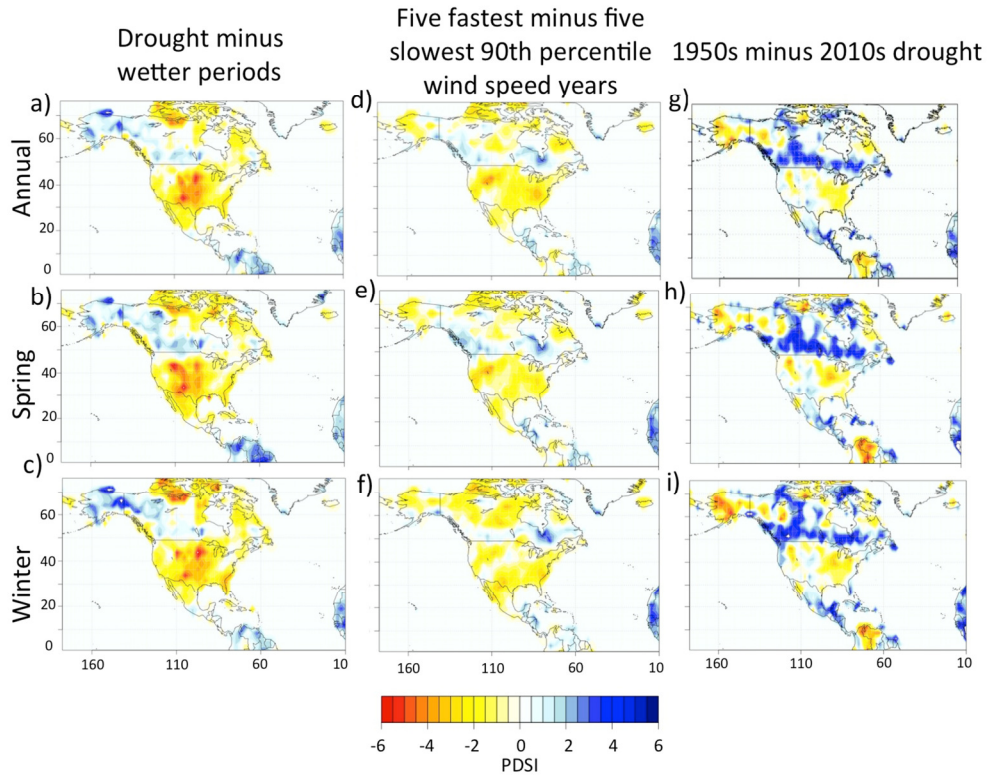 Drought minus
wetter periods
Five fastest minus five
slowest 90th percentile
wind speed years
1950s minus 2010s drought
a)
d)
g)
Annual
60
40
20
0
b)
e)
h)
Spring
60
40
20
0
c)
f)
i)
Winter
60
40
20
0
160 110 60 10
160 110 60 10
160 110 60 10
-6 -4 -2 0 2 4 6
PDSI